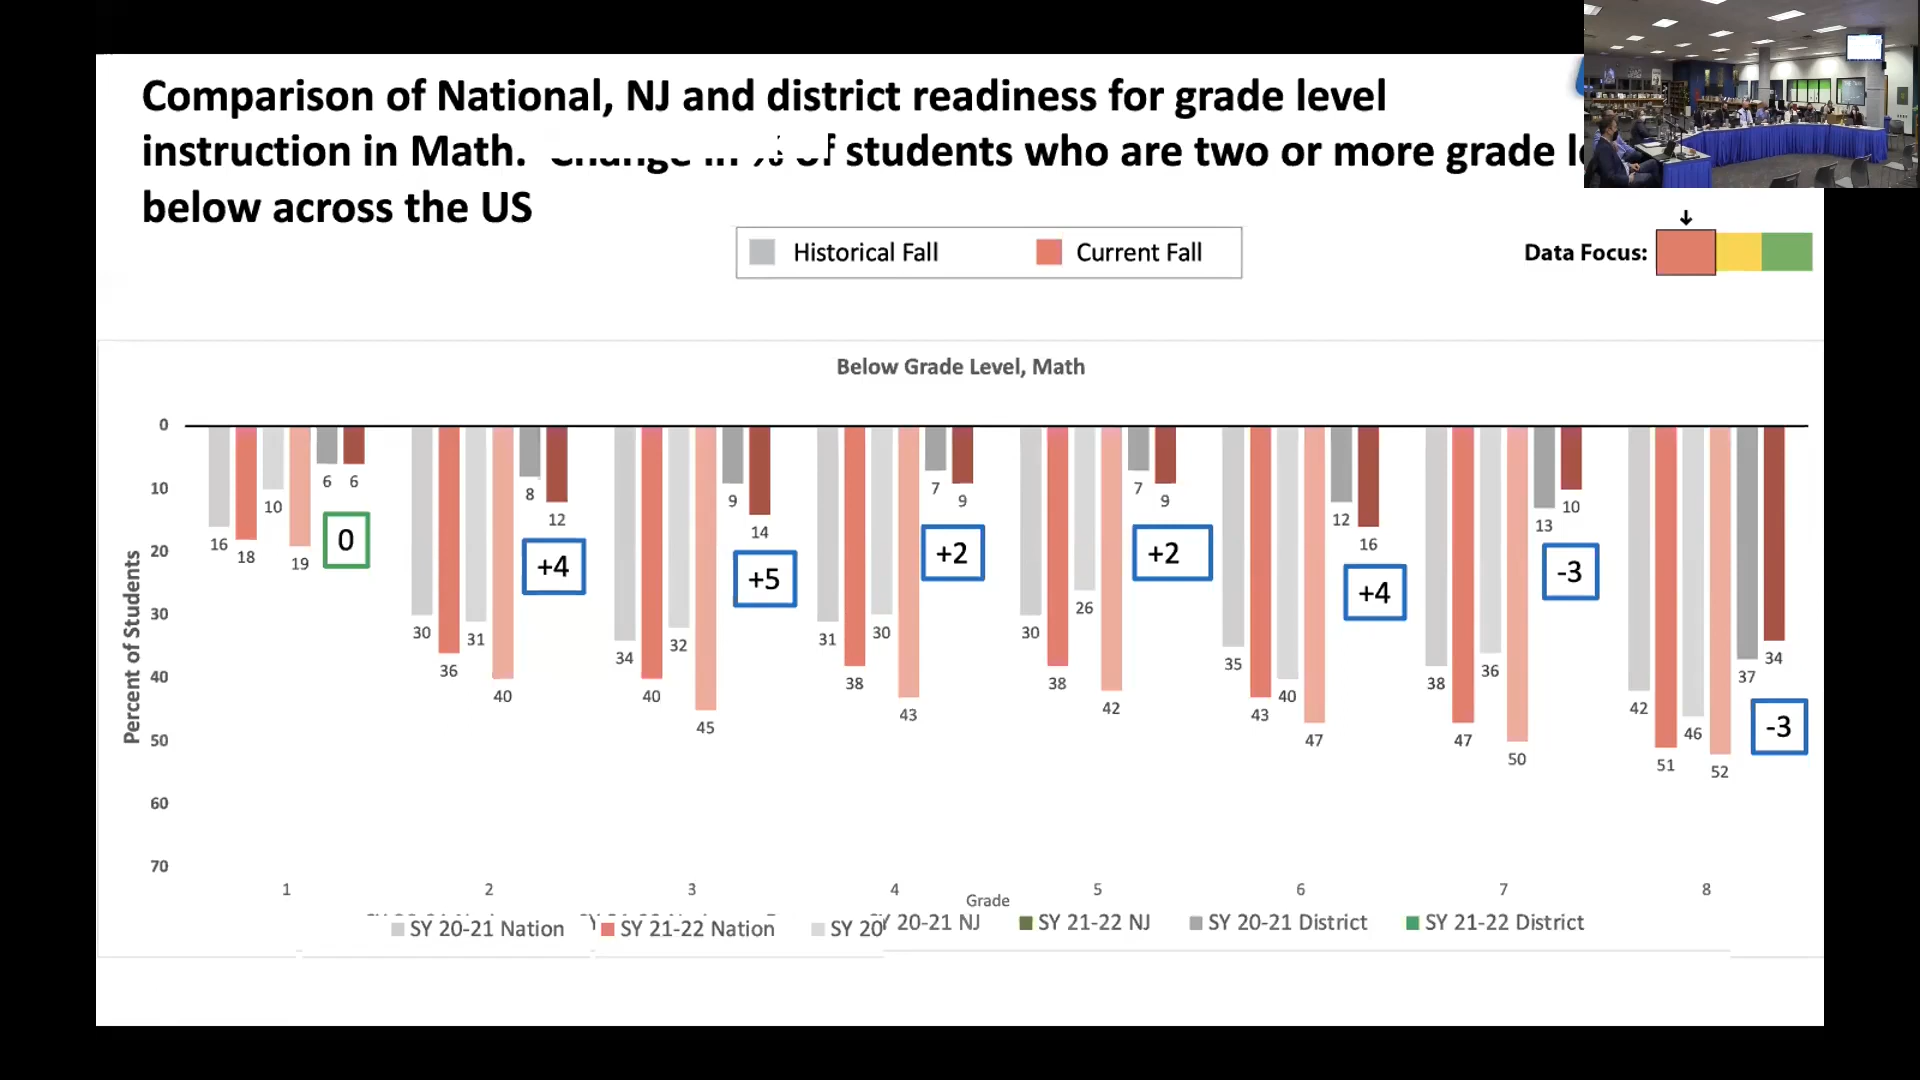 Comparison of National, NJ and district readiness for grade level
instruction in Math. Change in % of students who are two or more grade
below across the US
Historical Fall Current Fall
Data Focus:
Below Grade Level, Math
Percent of Students
0
10
20
30
40
50
60
70
16 18 10 19 6 6
0
30 36 31 40 8 12
+4
34 40 32 45 9 14
+5
31 38 30 43 7 9
+2
30 38 26 42 7 9
+2
35 43 40 47 12 16
+4
38 47 36 50 13 10
-3
42 51 46 52 37 34
-3
1 2 3 4 5 6 7 8
Grade
SY 20-21 Nation SY 21-22 Nation SY 20 20-21 NJ SY 21-22 NJ SY 20-21 District SY 21-22 District